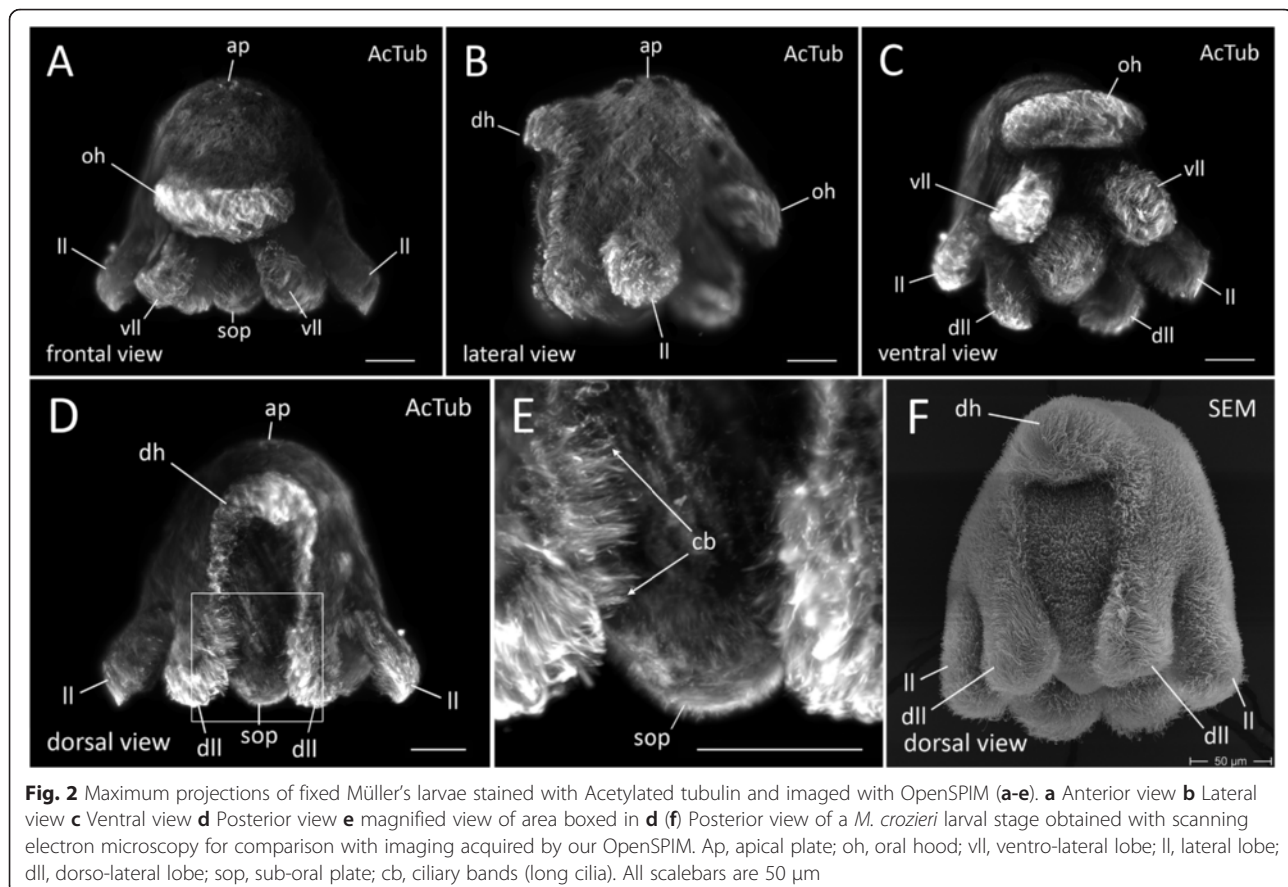 A
ap
AcTub
oh
ll
ll
vll
sop
vll
frontal view
B
ap
AcTub
dh
oh
ll
lateral view
C
AcTub
oh
vll
vll
ll
ll
dll
dll
ventral view
D
ap
AcTub
dh
ll
ll
dll
sop
dll
dorsal view
E
cb
sop
F
SEM
dh
ll
dll
ll
dll
dorsal view
50 µm
Fig. 2 Maximum projections of fixed Müller's larvae stained with Acetylated tubulin and imaged with OpenSPIM (a-e). a Anterior view b Lateral
view c Ventral view d Posterior view e magnified view of area boxed in d (f) Posterior view of a M. crozieri larval stage obtained with scanning
electron microscopy for comparison with imaging acquired by our OpenSPIM. Ap, apical plate; oh, oral hood; vll, ventro-lateral lobe; ll, lateral lobe;
dll, dorso-lateral lobe; sop, sub-oral plate; cb, ciliary bands (long cilia). All scalebars are 50 µm